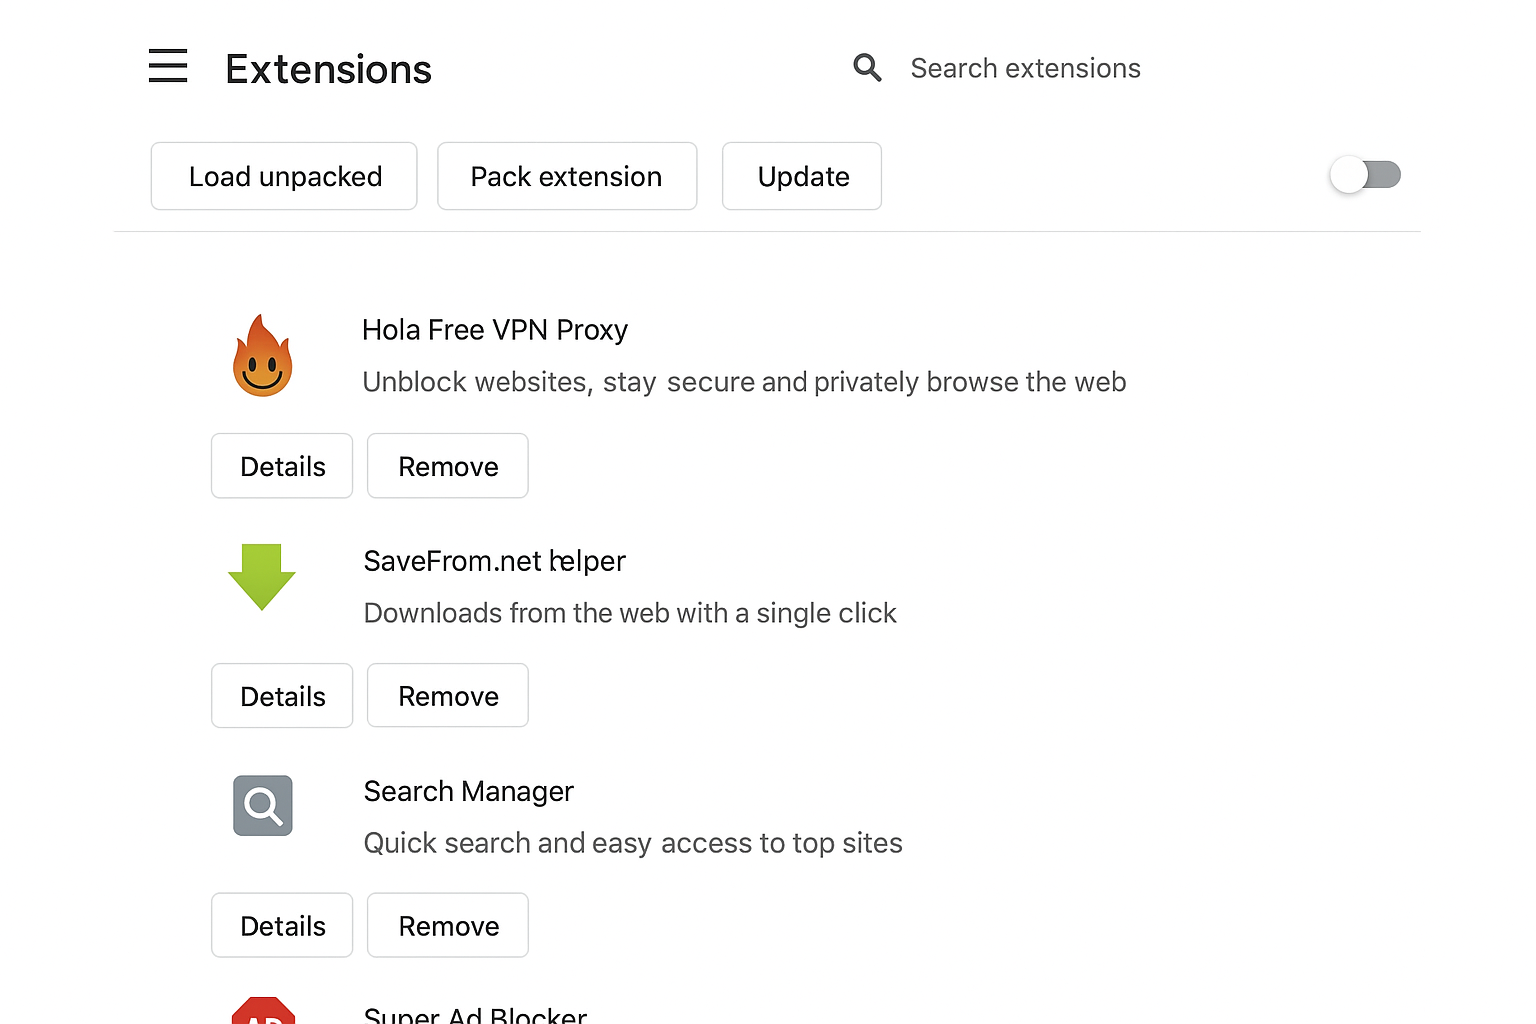 Extensions
Search extensions
Load unpacked
Pack extension
Update
Hola Free VPN Proxy
Unblock websites, stay secure and privately browse the web
Details
Remove
SaveFrom.net helper
Downloads from the web with a single click
Details
Remove
Search Manager
Quick search and easy access to top sites
Details
Remove
AD
Super Ad Blocker